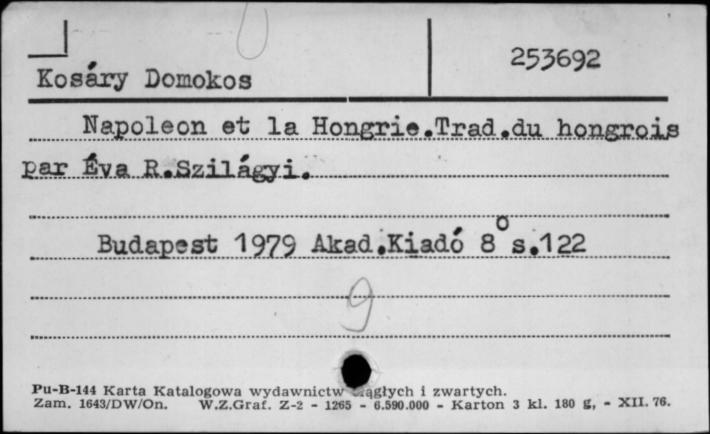 253692
Kosáry Domokos
Napoleon et la Hongrie.Trad.du hongrois
par Éva R.Szilágyi.
Budapest 1979 Akad.Kiadó 8° s.122
9
Pu-B-144 Karta Katalogowa wydawnictw ciągłych i zwartych.
Zam. 1643/DW/On. W.Z.Graf. Z-2 - 1265 - 6.590.000 - Karton 3 kl. 180 g, - XII. 76.